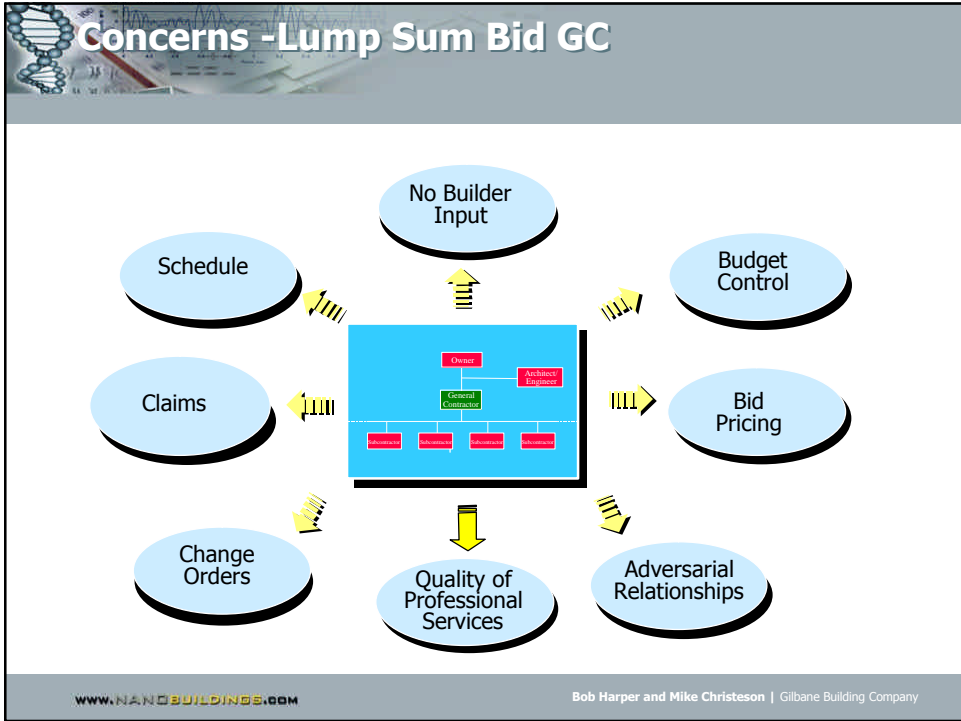 Concerns -Lump Sum Bid GC
No Builder
Input
Schedule
Budget
Control
Owner
Architect/
Engineer
General
Contractor
Claims
Bid
Pricing
Subcontractor
Subcontractor
Subcontractor
Subcontractor
Change
Orders
Quality of
Professional
Services
Adversarial
Relationships
www.NANOBUILDINGS.com
Bob Harper and Mike Christeson | Gilbane Building Company